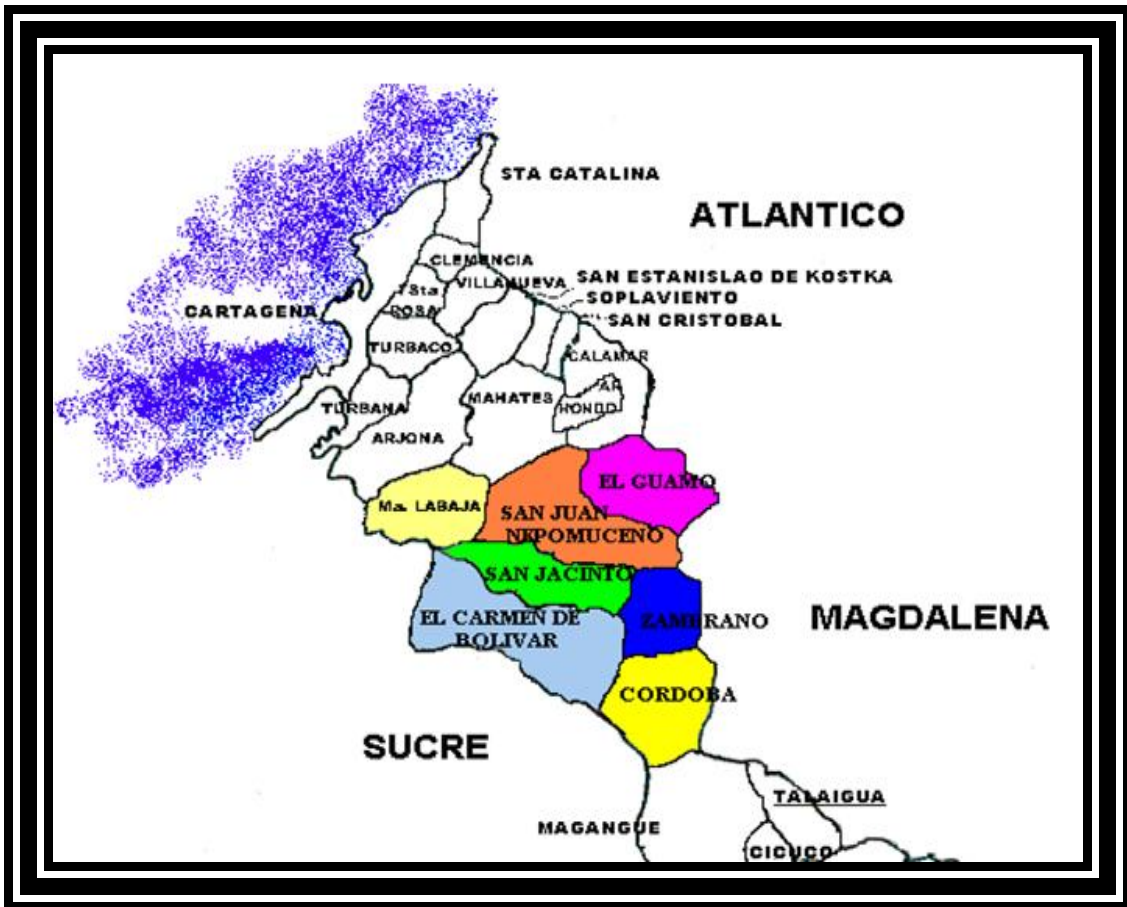 STA CATALINA
ATLANTICO
CLEMENCIA
SAN ESTANISLAO DE KOSTKA
VILLANUEVA
Sta
SOPLAVIENTO
CARTAGENA
ROSA
SAN CRISTOBAL
TURBACO
CALAMAR
MAHATES
TURBANA
HONDO
ARJONA
EL GUAMO
Ma. LABAJA
SAN JUAN
NEPOMUCENO
SAN JACINTO
EL CARMEN DE
BOLIVAR
ZAMBRANO
MAGDALENA
CORDOBA
SUCRE
TALAIGUA
MAGANGUE
CICUCO